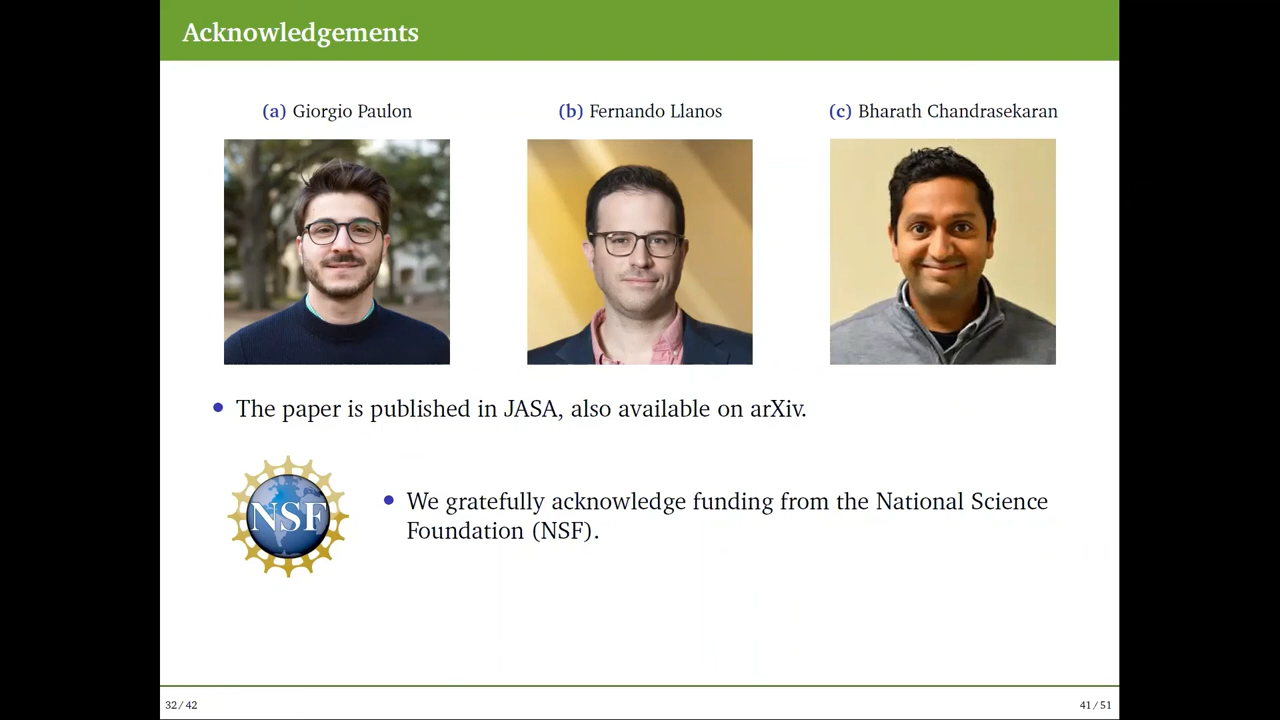 Acknowledgements
(a) Giorgio Paulon
(b) Fernando Llanos
(c) Bharath Chandrasekaran
• The paper is published in JASA, also available on arXiv.
NSF
• We gratefully acknowledge funding from the National Science
Foundation (NSF).
32 / 42
41 / 51